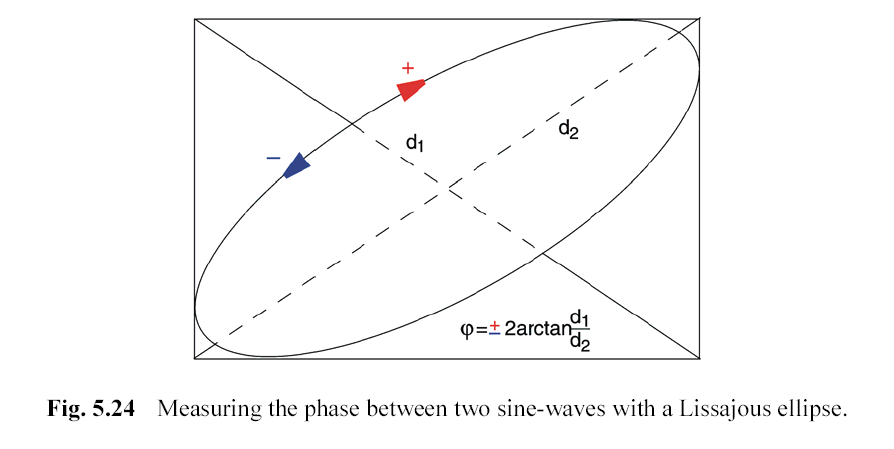 +
−
d₁
d₂
φ=± 2arctan d₁/d₂
Fig. 5.24 Measuring the phase between two sine-waves with a Lissajous ellipse.